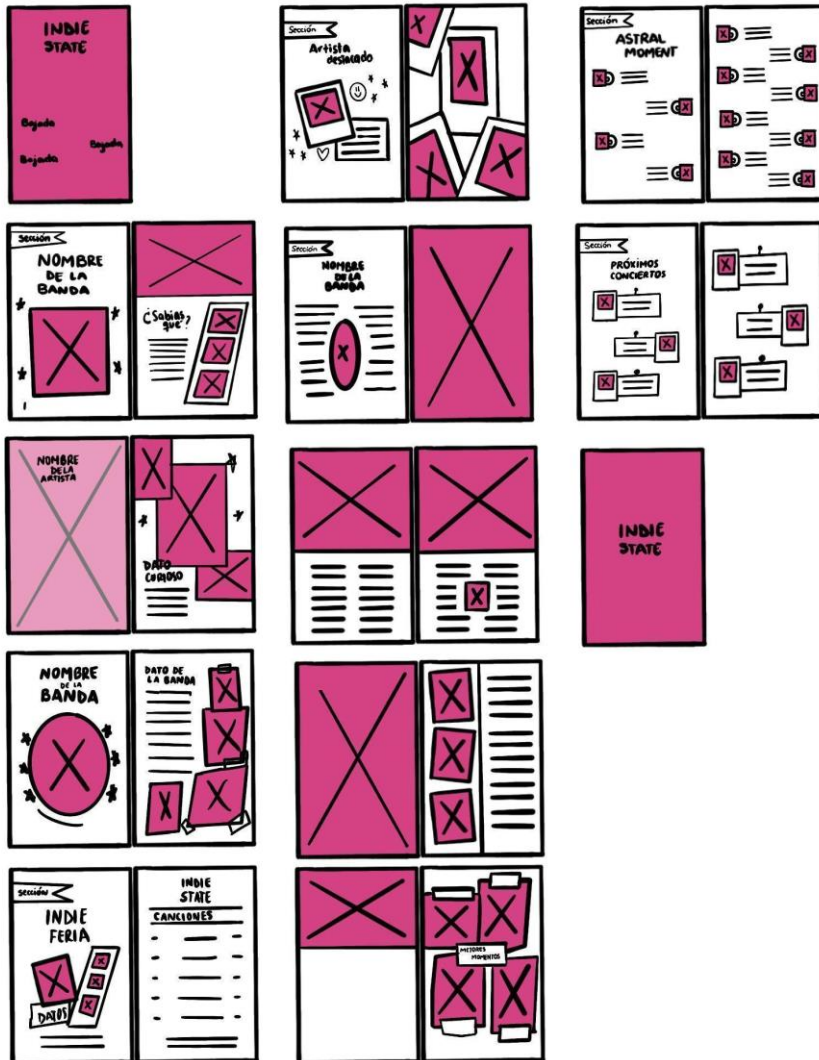 INDIE
STATE
Bajada
Bajada
Bajada
sección
NOMBRE
DE LA
BANDA
¿Sabías
que?
NOMBRE
DE LA
ARTISTA
DATO
CURIOSO
NOMBRE
DE LA
BANDA
DATO DE
LA BANDA
sección
INDIE
FERIA
DATOS
INDIE
STATE
CANCIONES
Sección
Artista
destacado
Sección
NOMBRE
DE LA
BANDA
MEJORES
MOMENTOS
Sección
ASTRAL
MOMENT
Sección
PRÓXIMOS
CONCIERTOS
INDIE
STATE